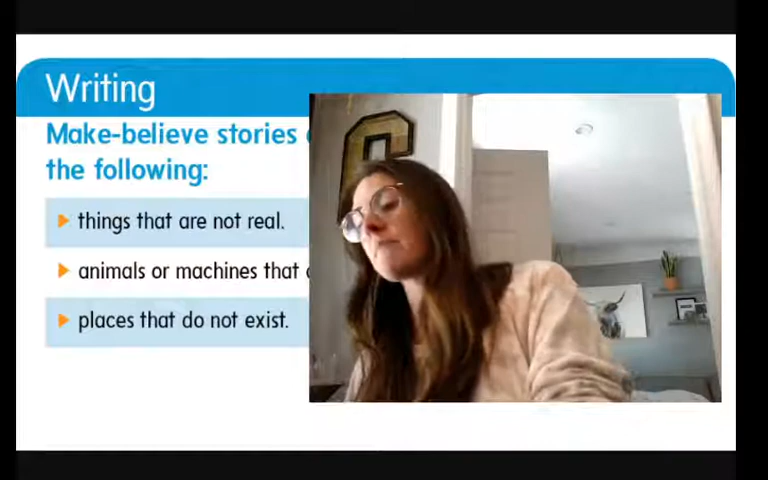 Writing
Make-believe stories
the following:
things that are not real.
animals or machines that
places that do not exist.